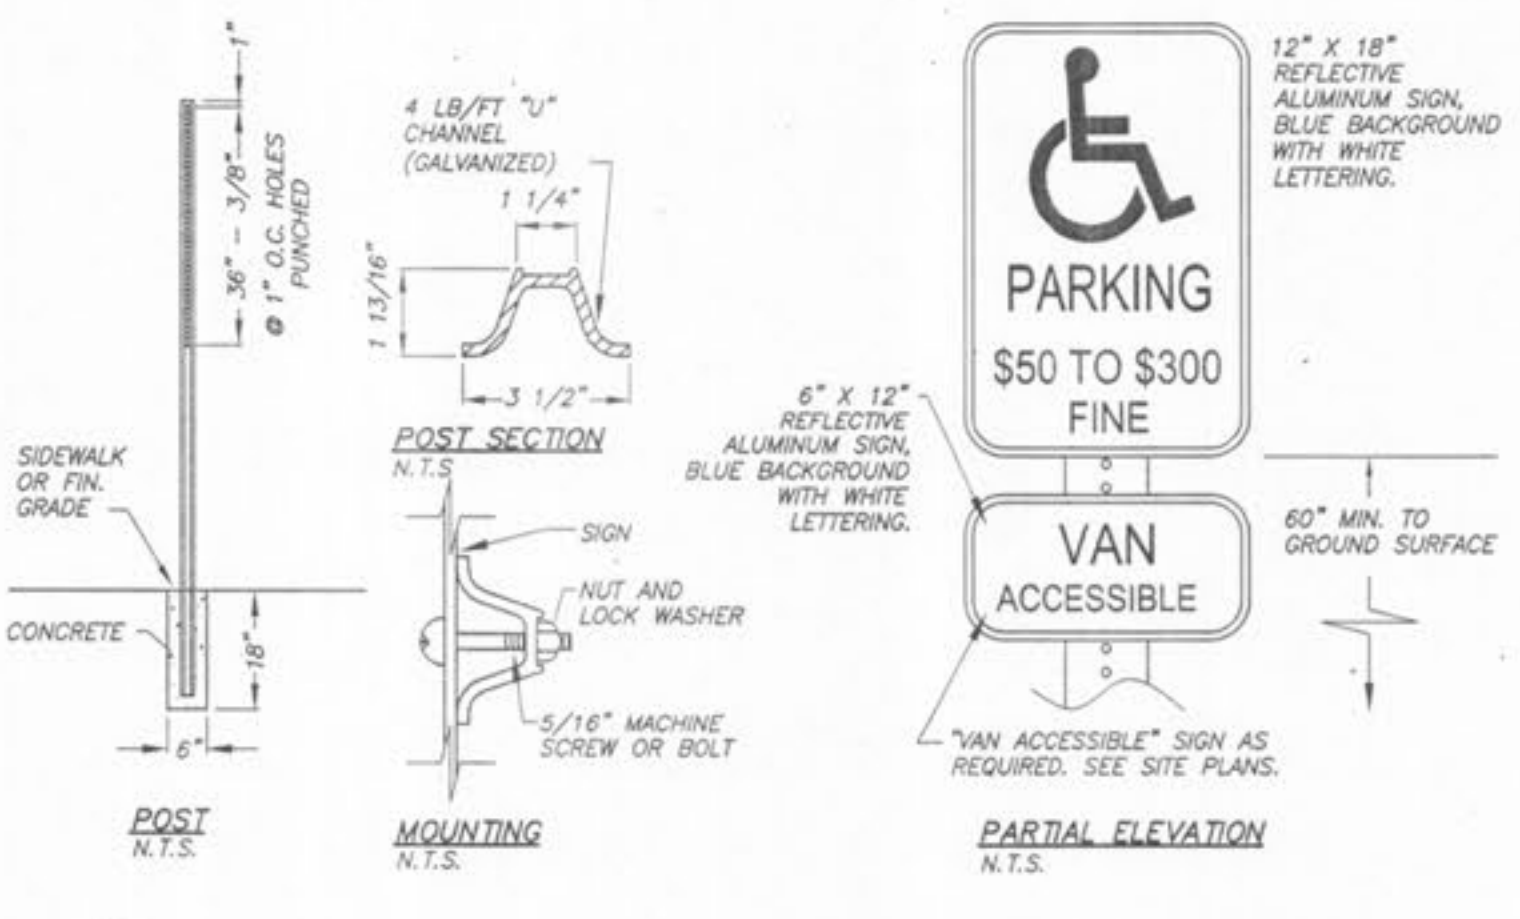 1"
36" - 3/8"
@ 1" O.C. HOLES
PUNCHED
SIDEWALK
OR FIN.
GRADE
CONCRETE
18"
6"
POST
N.T.S.
4 LB/FT "U"
CHANNEL
(GALVANIZED)
1 1/4"
1 13/16"
3 1/2"
POST SECTION
N.T.S
SIGN
NUT AND
LOCK WASHER
5/16" MACHINE
SCREW OR BOLT
MOUNTING
N.T.S.
12" X 18"
REFLECTIVE
ALUMINUM SIGN,
BLUE BACKGROUND
WITH WHITE
LETTERING.
PARKING
$50 TO $300
FINE
6" X 12"
REFLECTIVE
ALUMINUM SIGN,
BLUE BACKGROUND
WITH WHITE
LETTERING.
VAN
ACCESSIBLE
60" MIN. TO
GROUND SURFACE
"VAN ACCESSIBLE" SIGN AS
REQUIRED. SEE SITE PLANS.
PARTIAL ELEVATION
N.T.S.